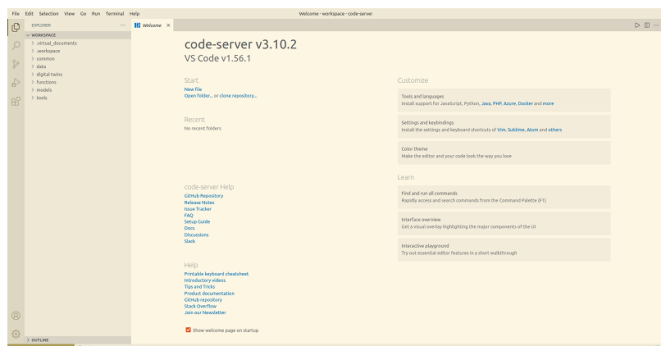 File Edit Selection View Go Run Terminal Help
Welcome - workspace - code-server
EXPLORER
Welcome
WORKSPACE
.virtual_documents
.workspace
common
data
digital twins
functions
models
tools
OUTLINE
code-server v3.10.2
VS Code v1.56.1
Start
New file
Open folder... or clone repository...
Recent
No recent folders
code-server Help
GitHub Repository
Release Notes
Issue Tracker
FAQ
Setup Guide
Docs
Discussions
Slack
Help
Printable keyboard cheatsheet
Introductory videos
Tips and Tricks
Product documentation
GitHub repository
Stack Overflow
Join our Newsletter
Show welcome page on startup
Customize
Tools and languages
Install support for JavaScript, Python, Java, PHP, Azure, Docker and more
Settings and keybindings
Install the settings and keyboard shortcuts of Vim, Sublime, Atom and others
Color theme
Make the editor and your code look the way you love
Learn
Find and run all commands
Rapidly access and search commands from the Command Palette (F1)
Interface overview
Get a visual overlay highlighting the major components of the UI
Interactive playground
Try out essential editor features in a short walkthrough